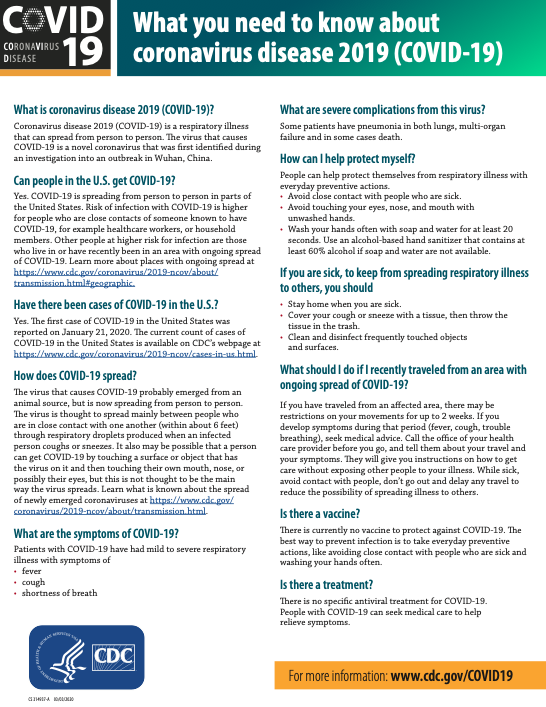 COVID
CORONAVIRUS
DISEASE
19
What you need to know about
coronavirus disease 2019 (COVID-19)
What is coronavirus disease 2019 (COVID-19)?
Coronavirus disease 2019 (COVID-19) is a respiratory illness
that can spread from person to person. The virus that causes
COVID-19 is a novel coronavirus that was first identified during
an investigation into an outbreak in Wuhan, China.
Can people in the U.S. get COVID-19?
Yes. COVID-19 is spreading from person to person in parts of
the United States. Risk of infection with COVID-19 is higher
for people who are close contacts of someone known to have
COVID-19, for example healthcare workers, or household
members. Other people at higher risk for infection are those
who live in or have recently been in an area with ongoing spread
of COVID-19. Learn more about places with ongoing spread at
https://www.cdc.gov/coronavirus/2019-ncov/about/
transmission.html#geographic.
Have there been cases of COVID-19 in the U.S.?
Yes. The first case of COVID-19 in the United States was
reported on January 21, 2020. The current count of cases of
COVID-19 in the United States is available on CDC's webpage at
https://www.cdc.gov/coronavirus/2019-ncov/cases-in-us.html.
How does COVID-19 spread?
The virus that causes COVID-19 probably emerged from an
animal source, but is now spreading from person to person.
The virus is thought to spread mainly between people who
are in close contact with one another (within about 6 feet)
through respiratory droplets produced when an infected
person coughs or sneezes. It also may be possible that a person
can get COVID-19 by touching a surface or object that has
the virus on it and then touching their own mouth, nose, or
possibly their eyes, but this is not thought to be the main
way the virus spreads. Learn what is known about the spread
of newly emerged coronaviruses at https://www.cdc.gov/
coronavirus/2019-ncov/about/transmission.html.
What are the symptoms of COVID-19?
Patients with COVID-19 have had mild to severe respiratory
illness with symptoms of
• fever
• cough
• shortness of breath
What are severe complications from this virus?
Some patients have pneumonia in both lungs, multi-organ
failure and in some cases death.
How can I help protect myself?
People can help protect themselves from respiratory illness with
everyday preventive actions.
• Avoid close contact with people who are sick.
• Avoid touching your eyes, nose, and mouth with
unwashed hands.
• Wash your hands often with soap and water for at least 20
seconds. Use an alcohol-based hand sanitizer that contains at
least 60% alcohol if soap and water are not available.
If you are sick, to keep from spreading respiratory illness
to others, you should
• Stay home when you are sick.
• Cover your cough or sneeze with a tissue, then throw the
tissue in the trash.
• Clean and disinfect frequently touched objects
and surfaces.
What should I do if I recently traveled from an area with
ongoing spread of COVID-19?
If you have traveled from an affected area, there may be
restrictions on your movements for up to 2 weeks. If you
develop symptoms during that period (fever, cough, trouble
breathing), seek medical advice. Call the office of your health
care provider before you go, and tell them about your travel and
your symptoms. They will give you instructions on how to get
care without exposing other people to your illness. While sick,
avoid contact with people, don't go out and delay any travel to
reduce the possibility of spreading illness to others.
Is there a vaccine?
There is currently no vaccine to protect against COVID-19. The
best way to prevent infection is to take everyday preventive
actions, like avoiding close contact with people who are sick and
washing your hands often.
Is there a treatment?
There is no specific antiviral treatment for COVID-19.
People with COVID-19 can seek medical care to help
relieve symptoms.
CDC
For more information: www.cdc.gov/COVID19